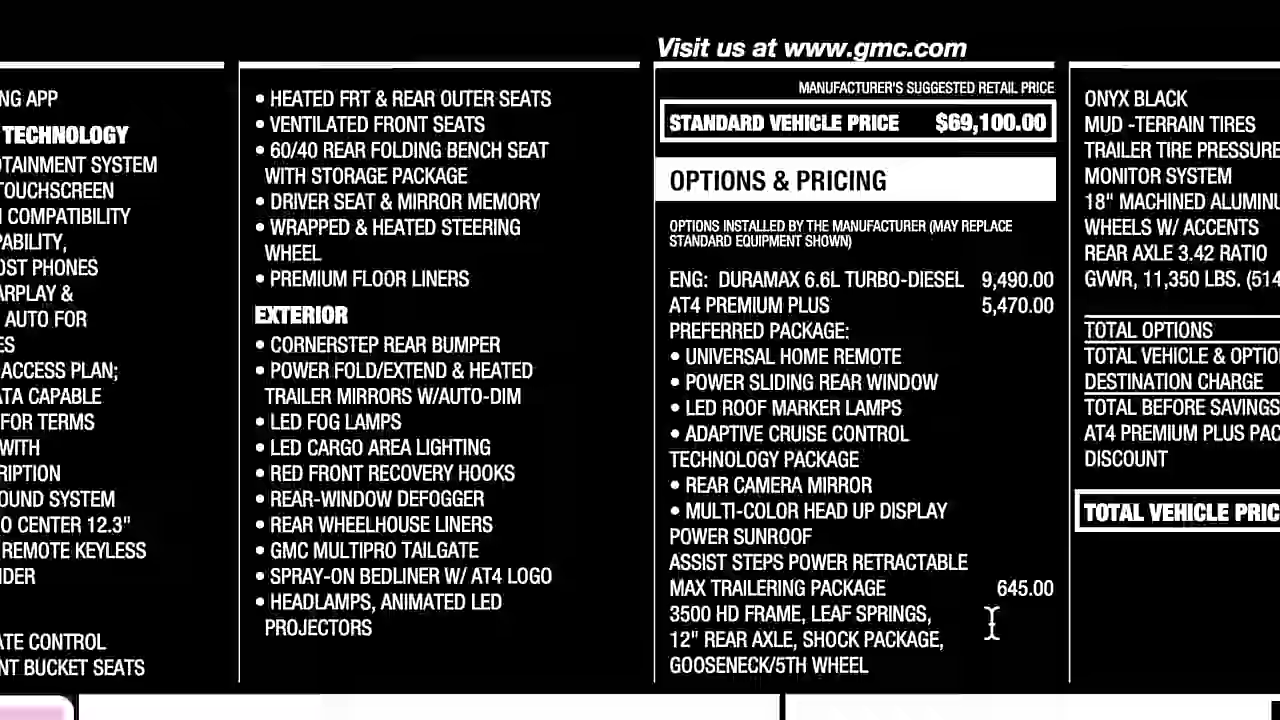 Visit us at www.gmc.com
NG APP
TECHNOLOGY
OTAINMENT SYSTEM
TOUCHSCREEN
COMPATIBILITY
PABILITY,
OST PHONES
ARPLAY &
AUTO FOR
ES
ACCESS PLAN;
ATA CAPABLE
FOR TERMS
WITH
RIPTION
OUND SYSTEM
O CENTER 12.3"
REMOTE KEYLESS
NDER
ATE CONTROL
NT BUCKET SEATS
• HEATED FRT & REAR OUTER SEATS
• VENTILATED FRONT SEATS
• 60/40 REAR FOLDING BENCH SEAT
WITH STORAGE PACKAGE
• DRIVER SEAT & MIRROR MEMORY
• WRAPPED & HEATED STEERING
WHEEL
• PREMIUM FLOOR LINERS
EXTERIOR
• CORNERSTEP REAR BUMPER
• POWER FOLD/EXTEND & HEATED
TRAILER MIRRORS W/AUTO-DIM
• LED FOG LAMPS
• LED CARGO AREA LIGHTING
• RED FRONT RECOVERY HOOKS
• REAR-WINDOW DEFOGGER
• REAR WHEELHOUSE LINERS
• GMC MULTIPRO TAILGATE
• SPRAY-ON BEDLINER W/ AT4 LOGO
• HEADLAMPS, ANIMATED LED
PROJECTORS
MANUFACTURER'S SUGGESTED RETAIL PRICE
STANDARD VEHICLE PRICE $69,100.00
OPTIONS & PRICING
OPTIONS INSTALLED BY THE MANUFACTURER (MAY REPLACE
STANDARD EQUIPMENT SHOWN)
ENG: DURAMAX 6.6L TURBO-DIESEL 9,490.00
AT4 PREMIUM PLUS 5,470.00
PREFERRED PACKAGE:
• UNIVERSAL HOME REMOTE
• POWER SLIDING REAR WINDOW
• LED ROOF MARKER LAMPS
• ADAPTIVE CRUISE CONTROL
TECHNOLOGY PACKAGE
• REAR CAMERA MIRROR
• MULTI-COLOR HEAD UP DISPLAY
POWER SUNROOF
ASSIST STEPS POWER RETRACTABLE
MAX TRAILERING PACKAGE 645.00
3500 HD FRAME, LEAF SPRINGS,
12" REAR AXLE, SHOCK PACKAGE,
GOOSENECK/5TH WHEEL
ONYX BLACK
MUD -TERRAIN TIRES
TRAILER TIRE PRESSURE
MONITOR SYSTEM
18" MACHINED ALUMINU
WHEELS W/ ACCENTS
REAR AXLE 3.42 RATIO
GVWR, 11,350 LBS. (514
TOTAL OPTIONS
TOTAL VEHICLE & OPTIO
DESTINATION CHARGE
TOTAL BEFORE SAVINGS
AT4 PREMIUM PLUS PAC
DISCOUNT
TOTAL VEHICLE PRIC